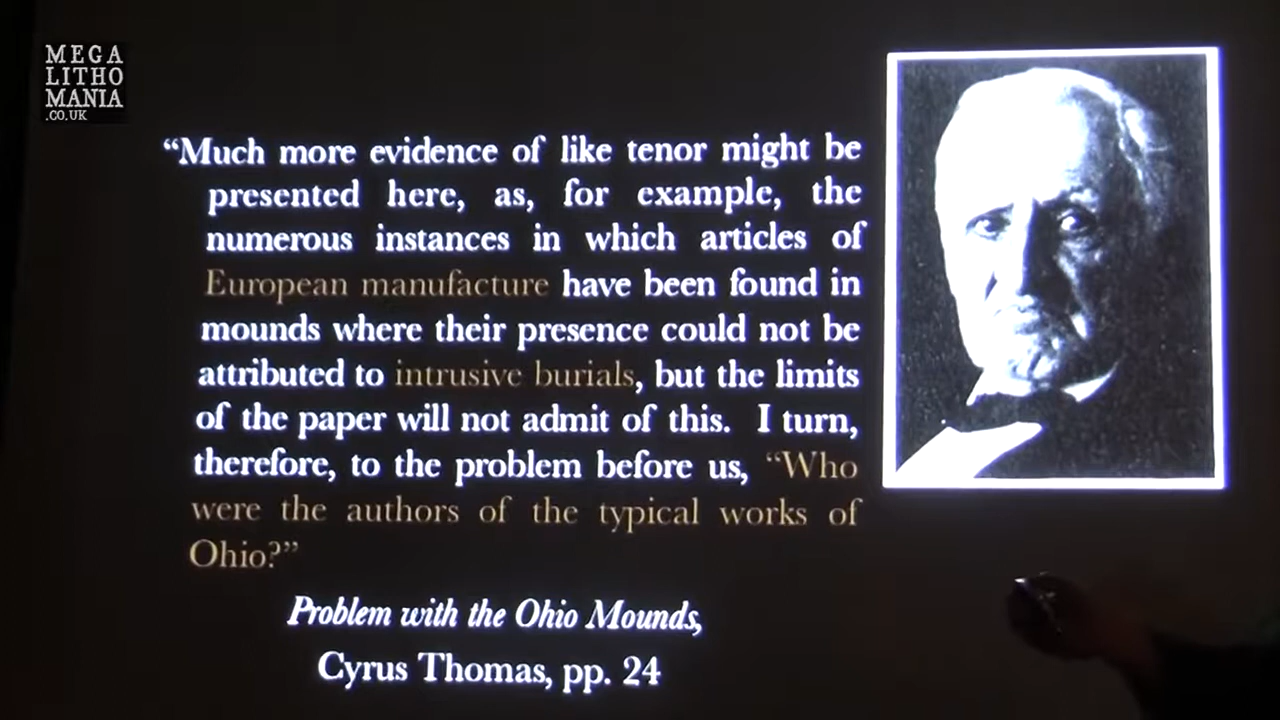 MEGA
LITHO
MANIA
.CO.UK
“Much more evidence of like tenor might be
presented here, as, for example, the
numerous instances in which articles of
European manufacture have been found in
mounds where their presence could not be
attributed to intrusive burials, but the limits
of the paper will not admit of this. I turn,
therefore, to the problem before us, “Who
were the authors of the typical works of
Ohio?”
Problem with the Ohio Mounds,
Cyrus Thomas, pp. 24